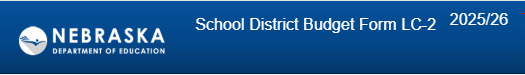 NEBRASKA
DEPARTMENT OF EDUCATION
School District Budget Form LC-2 2025/26